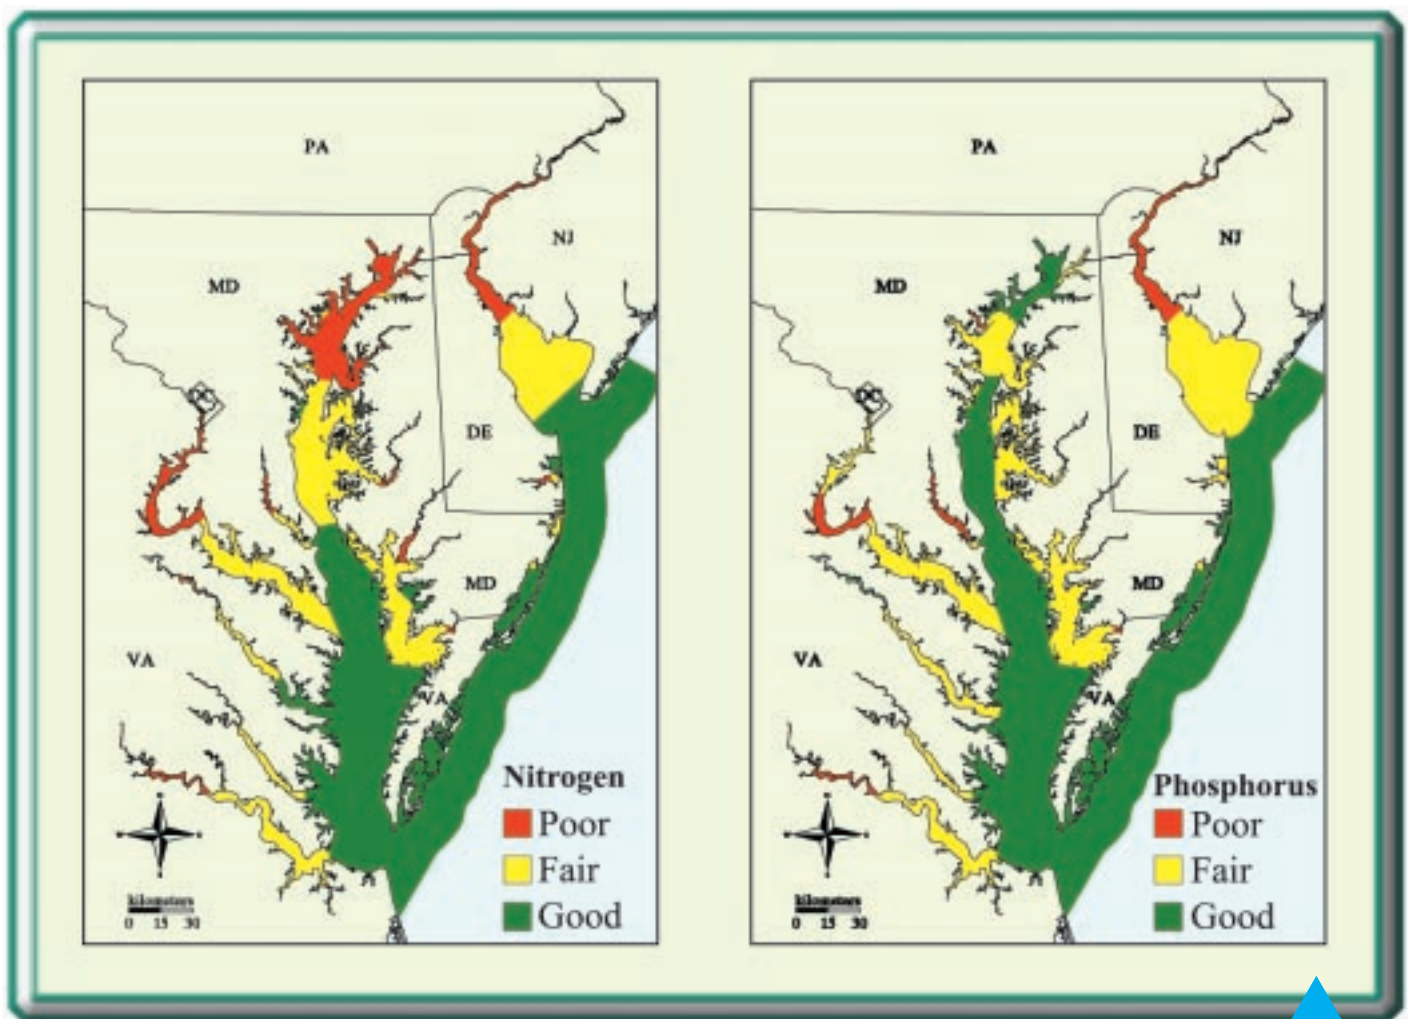 PA
NJ
MD
DC
DE
MD
VA
VA
Nitrogen
Poor
Fair
Good
kilometers
0 15 30
PA
NJ
MD
DC
DE
MD
VA
VA
Phosphorus
Poor
Fair
Good
kilometers
0 15 30